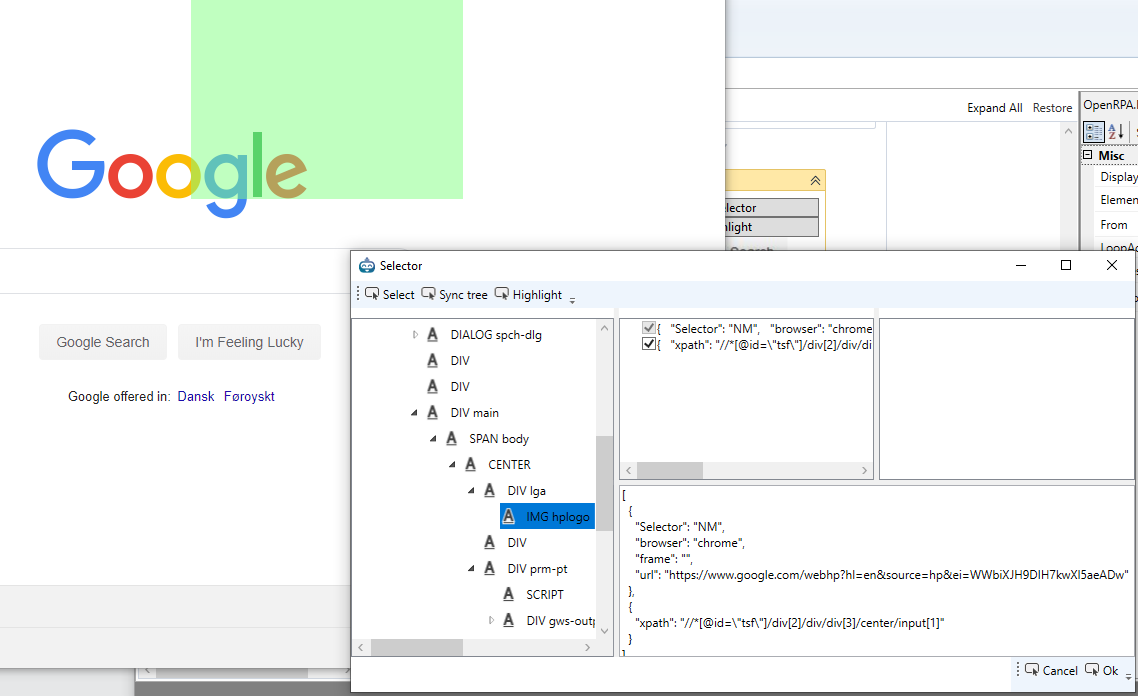 Google
Google Search
I'm Feeling Lucky
Google offered in: Dansk Føroyskt
Expand All Restore
OpenRPA.
Misc
Display
Elemen
From
LoopAc
lector
hlight
Search
Selector
Select Sync tree Highlight
DIALOG spch-dlg
DIV
DIV
DIV main
SPAN body
CENTER
DIV lga
IMG hplogo
DIV
DIV prm-pt
SCRIPT
DIV gws-outp
{ "Selector": "NM", "browser": "chrome
{ "xpath": "//*[@id=\"tsf\"]/div[2]/div/di
[
{
"Selector": "NM",
"browser": "chrome",
"frame": "",
"url": "https://www.google.com/webhp?hl=en&source=hp&ei=WWbiXJH9DIH7kwXI5aeADw"
},
{
"xpath": "//*[@id=\"tsf\"]/div[2]/div/div[3]/center/input[1]"
}
]
Cancel Ok